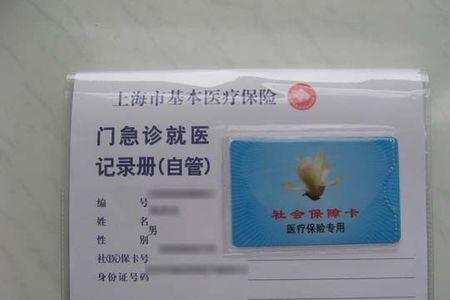 上海市基本医疗保险
门急诊就医
记录册(自管)
编 号
姓 名
性 别 男
社(医)保卡号
身份证号码
社会保障卡
医疗保险专用